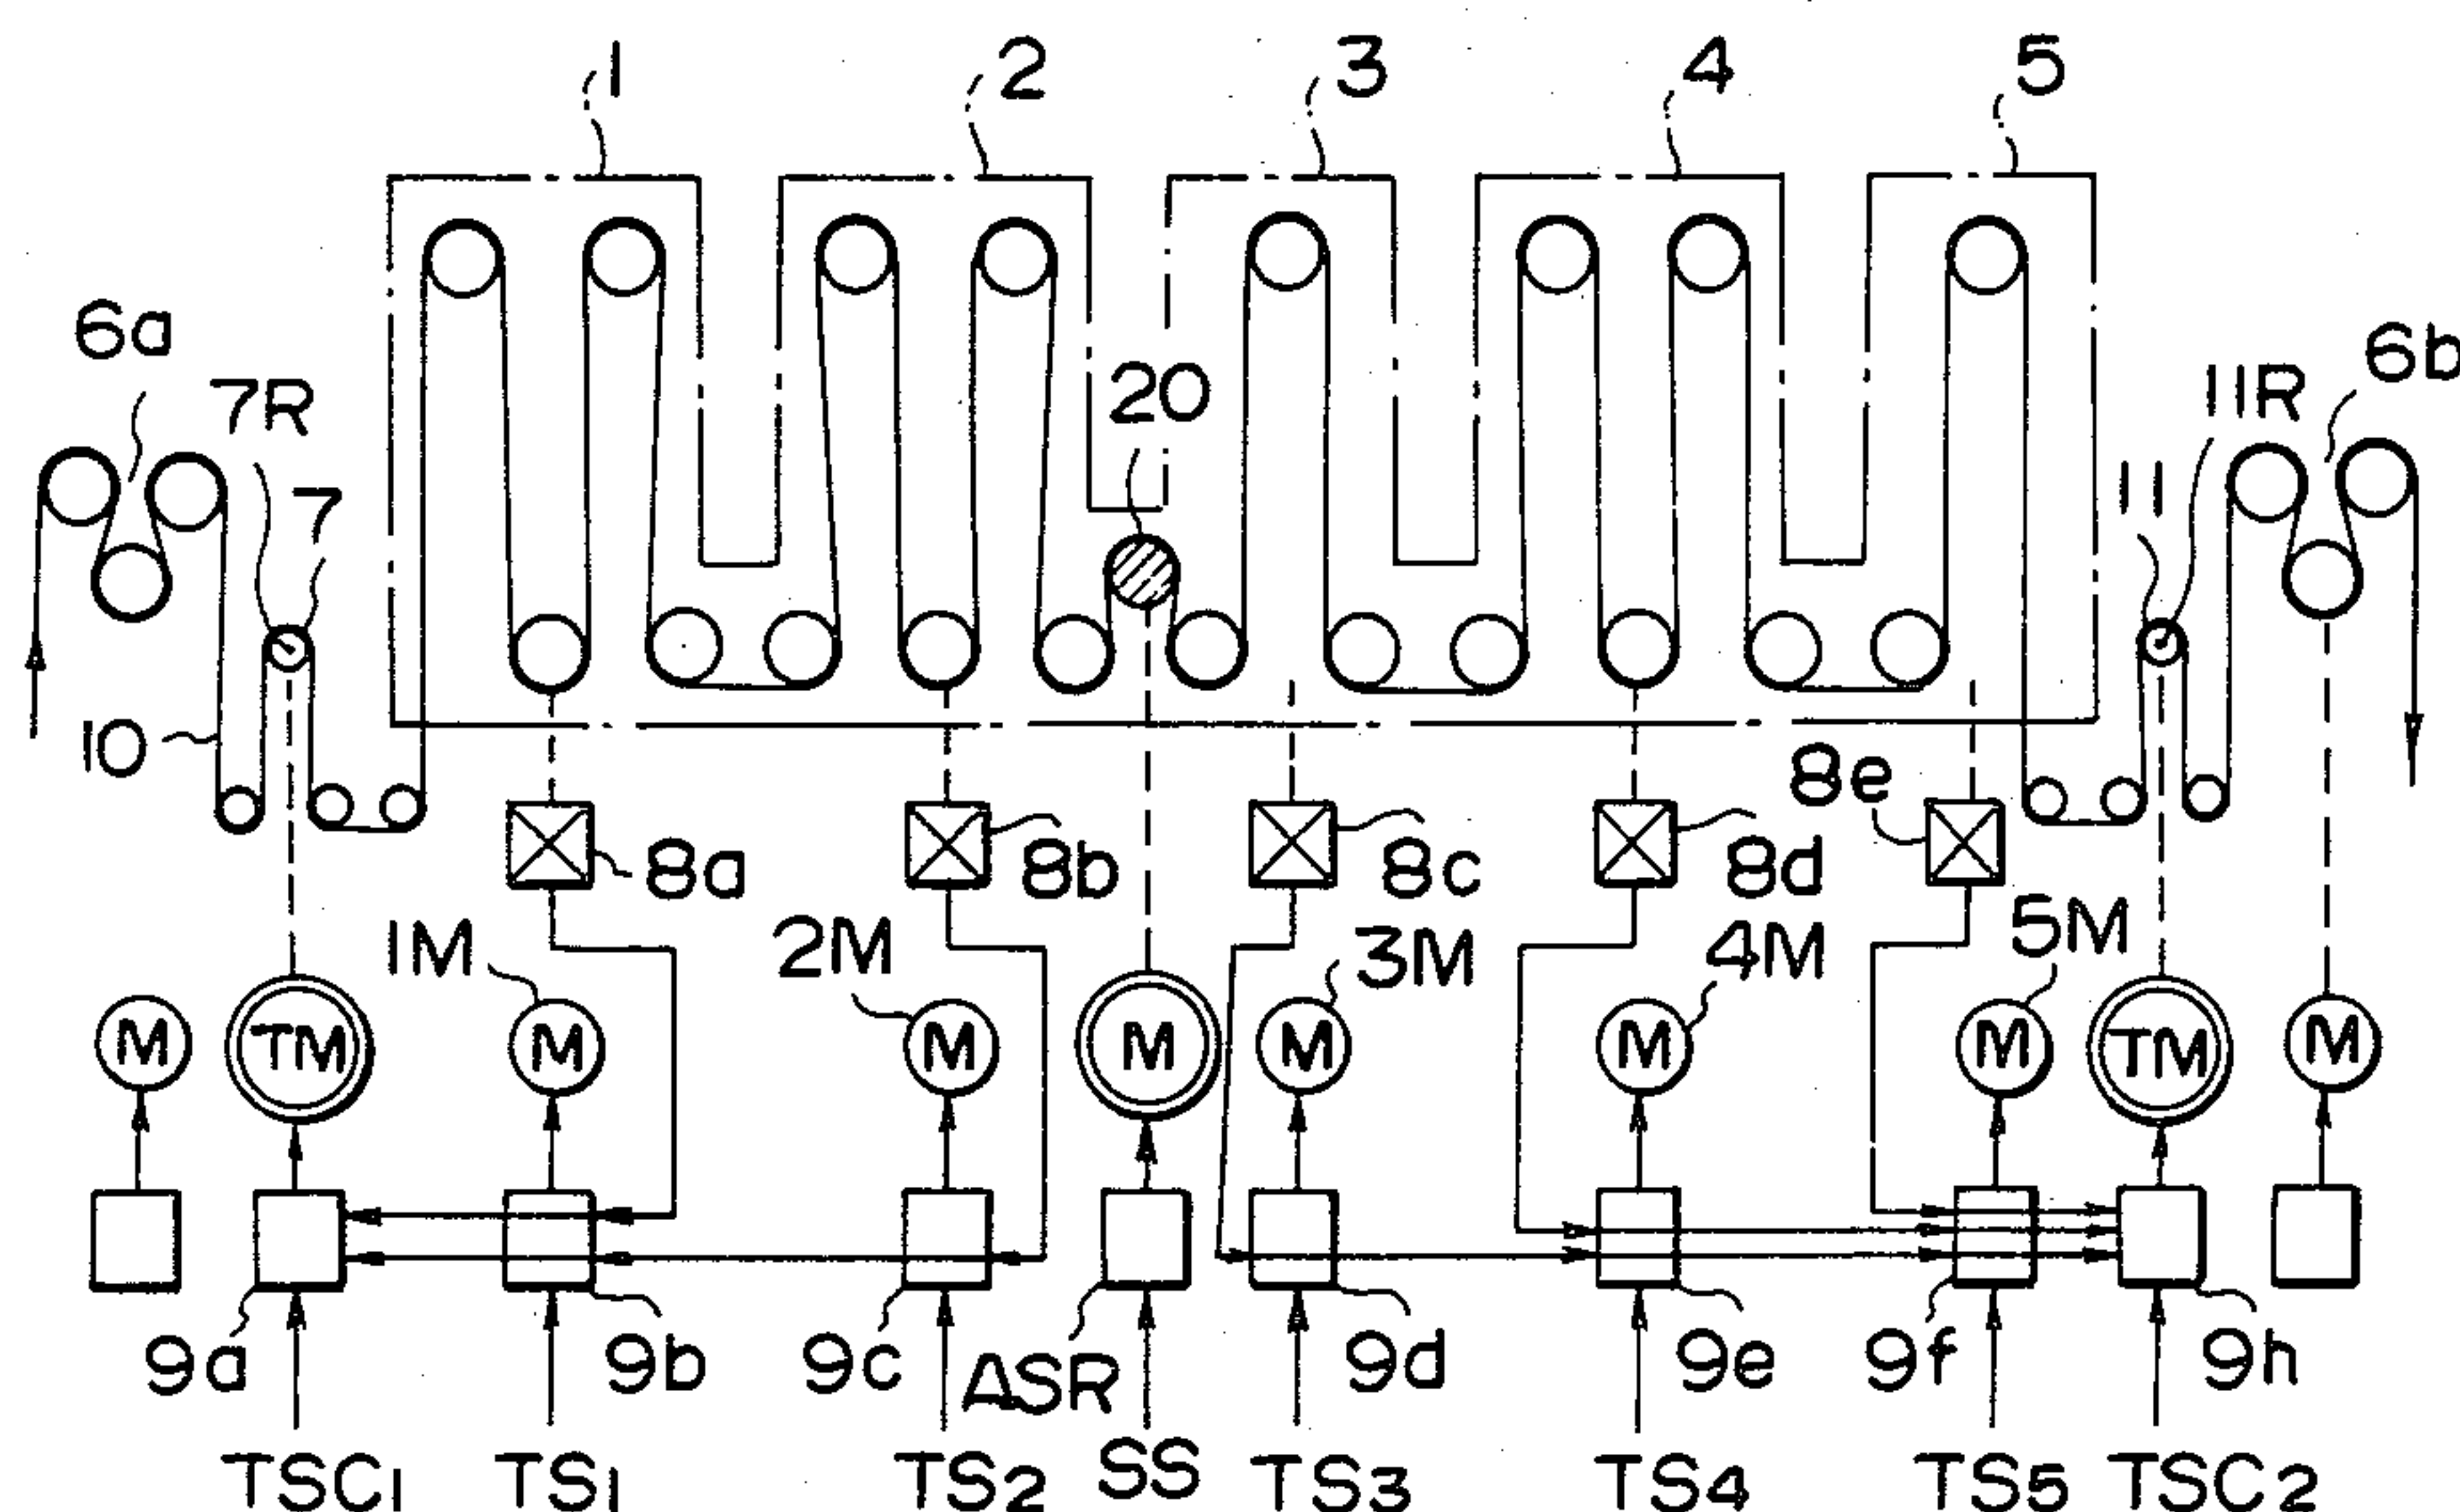 1 2 3 4 5
6a 7R 7 20 11R 11 6b
10
8a 8b 8c 8d 8e
1M 2M 3M 4M 5M
M TM M M M M M M TM M
9a 9b 9c ASR 9d 9e 9f 9h
TSC1 TS1 TS2 SS TS3 TS4 TS5 TSC2